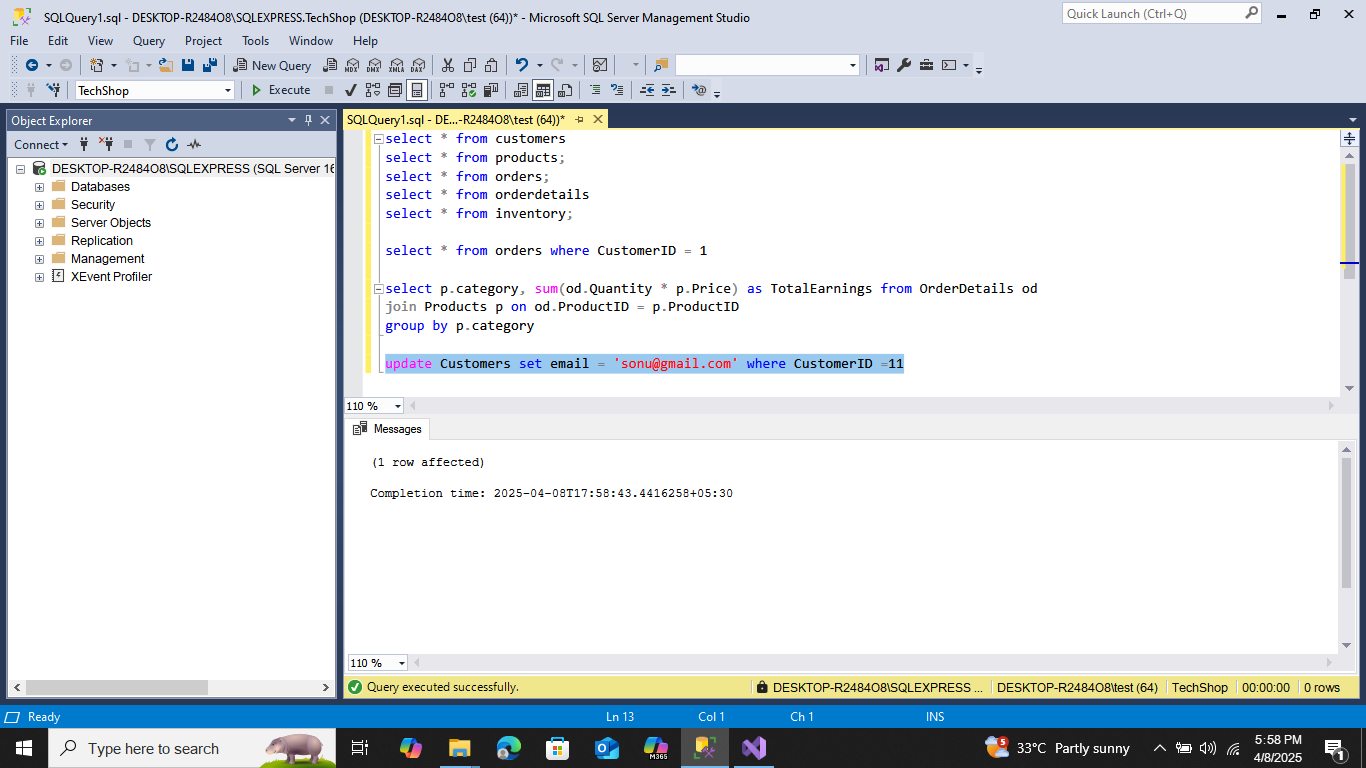 SQLQuery1.sql - DESKTOP-R2484O8\SQLEXPRESS.TechShop (DESKTOP-R2484O8\test (64))* - Microsoft SQL Server Management Studio
Quick Launch (Ctrl+Q)
File Edit View Query Project Tools Window Help
New Query MDX DMX XMLA DAX
TechShop Execute
Object Explorer
SQLQuery1.sql - DE...-R2484O8\test (64))*
Connect
DESKTOP-R2484O8\SQLEXPRESS (SQL Server 16
Databases
Security
Server Objects
Replication
Management
XEvent Profiler
select * from customers
select * from products;
select * from orders;
select * from orderdetails
select * from inventory;
select * from orders where CustomerID = 1
select p.category, sum(od.Quantity * p.Price) as TotalEarnings from OrderDetails od
join Products p on od.ProductID = p.ProductID
group by p.category
update Customers set email = 'sonu@gmail.com' where CustomerID =11
110 %
Messages
(1 row affected)
Completion time: 2025-04-08T17:58:43.4416258+05:30
110 %
Query executed successfully. DESKTOP-R2484O8\SQLEXPRESS ... DESKTOP-R2484O8\test (64) TechShop 00:00:00 0 rows
Ready Ln 13 Col 1 Ch 1 INS
Type here to search
M365
5
33°C Partly sunny
5:58 PM
4/8/2025
1